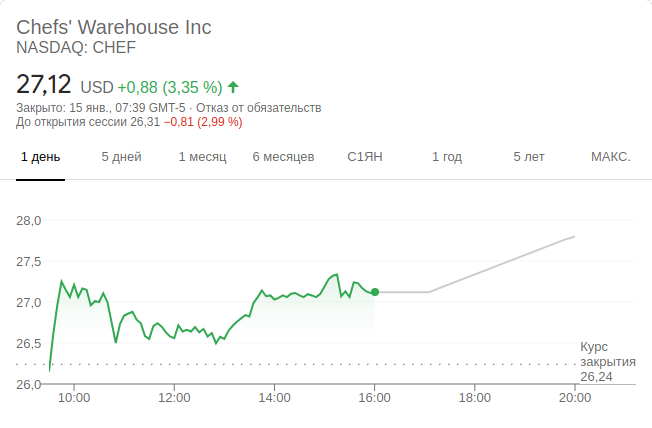 Chefs' Warehouse Inc
NASDAQ: CHEF
27,12 USD +0,88 (3,35 %)
Закрыто: 15 янв., 07:39 GMT-5 · Отказ от обязательств
До открытия сессии 26,31 −0,81 (2,99 %)
1 день 5 дней 1 месяц 6 месяцев С1ЯН 1 год 5 лет МАКС.
28,0
27,5
27,0
26,5
26,0
Курс
закрытия
26,24
10:00 12:00 14:00 16:00 18:00 20:00